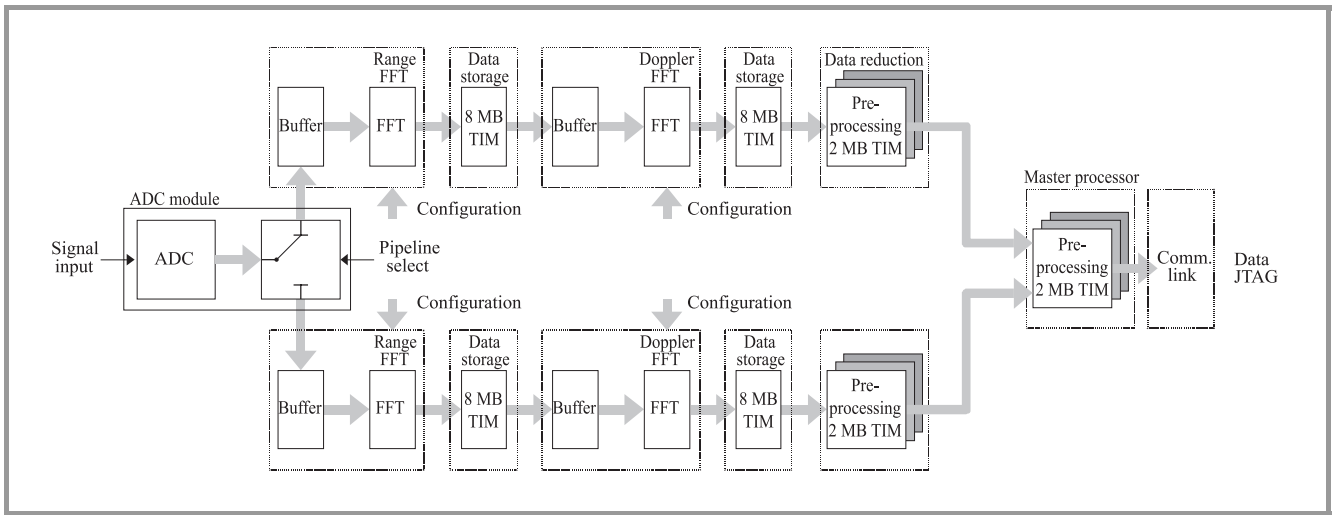 Range
FFT
Data
storage
Doppler
FFT
Data
storage
Data reduction
Buffer
FFT
8 MB
TIM
Buffer
FFT
8 MB
TIM
Pre-
processing
2 MB TIM
Configuration
Configuration
ADC module
Signal
input
ADC
Pipeline
select
Master processor
Pre-
processing
2 MB TIM
Comm.
link
Data
JTAG
Configuration
Configuration
Range
FFT
Data
storage
Doppler
FFT
Data
storage
Buffer
FFT
8 MB
TIM
Buffer
FFT
8 MB
TIM
Pre-
processing
2 MB TIM